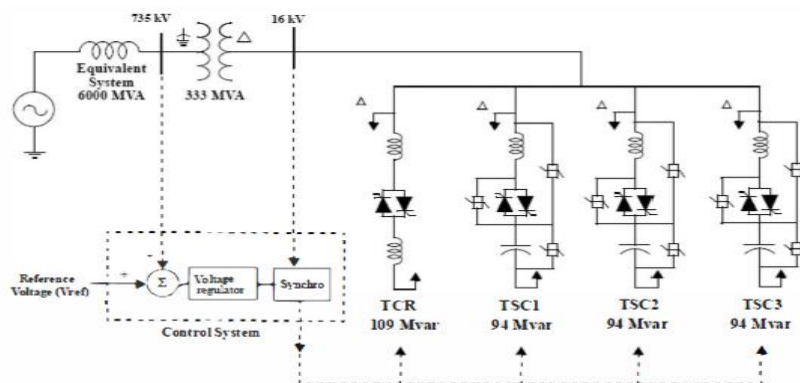 735 kV
16 kV
Equivalent
System
6000 MVA
333 MVA
Δ
Δ
Δ
Δ
Δ
-
+
Reference
Voltage (Vref)
Σ
Voltage
regulator
Synchro
Control System
TCR
109 Mvar
TSC1
94 Mvar
TSC2
94 Mvar
TSC3
94 Mvar